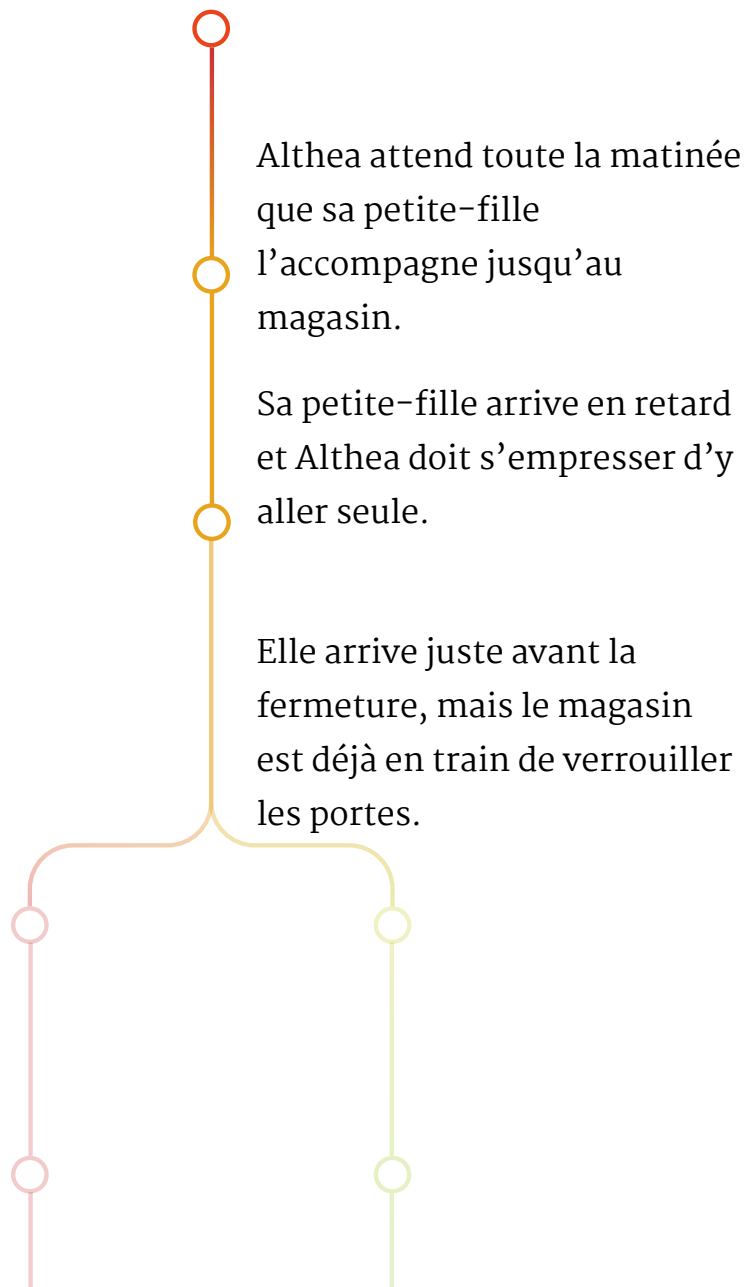 Althea attend toute la matinée
que sa petite-fille
l’accompagne jusqu’au
magasin.
Sa petite-fille arrive en retard
et Althea doit s’empresser d’y
aller seule.
Elle arrive juste avant la
fermeture, mais le magasin
est déjà en train de verrouiller
les portes.